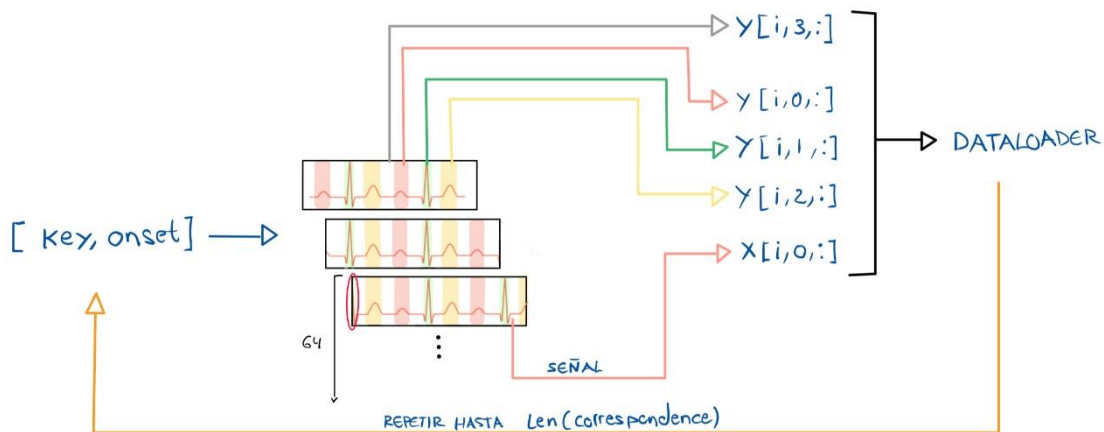 Y[i,3,:]
Y[i,0,:]
Y[i,1,:]
Y[i,2,:]
DATALOADER
[ Key, onset]
X[i,0,:]
64
SEÑAL
REPETIR HASTA Len(correspondence)